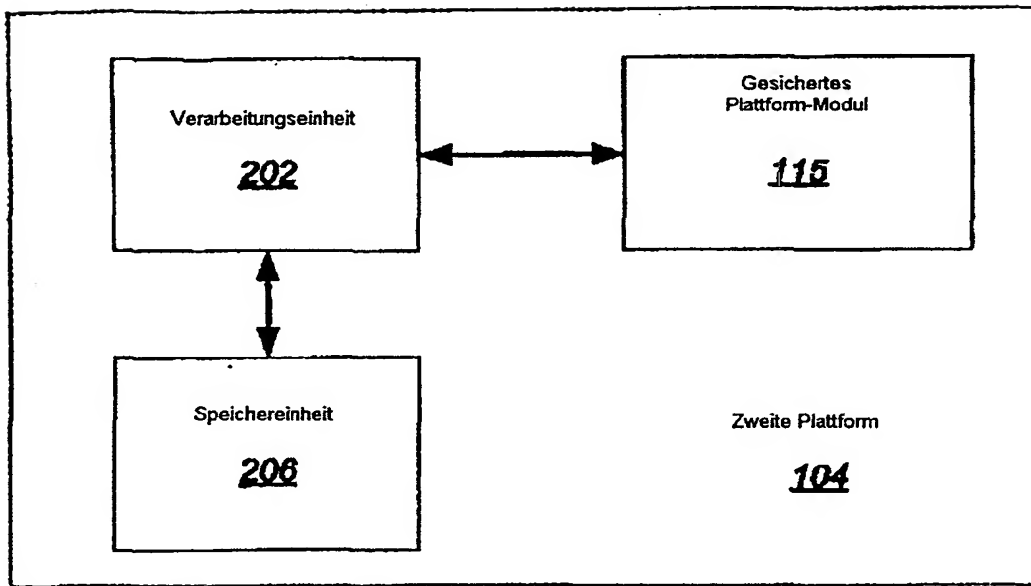 Verarbeitungseinheit
202
Gesichertes
Plattform-Modul
115
Speichereinheit
206
Zweite Plattform
104